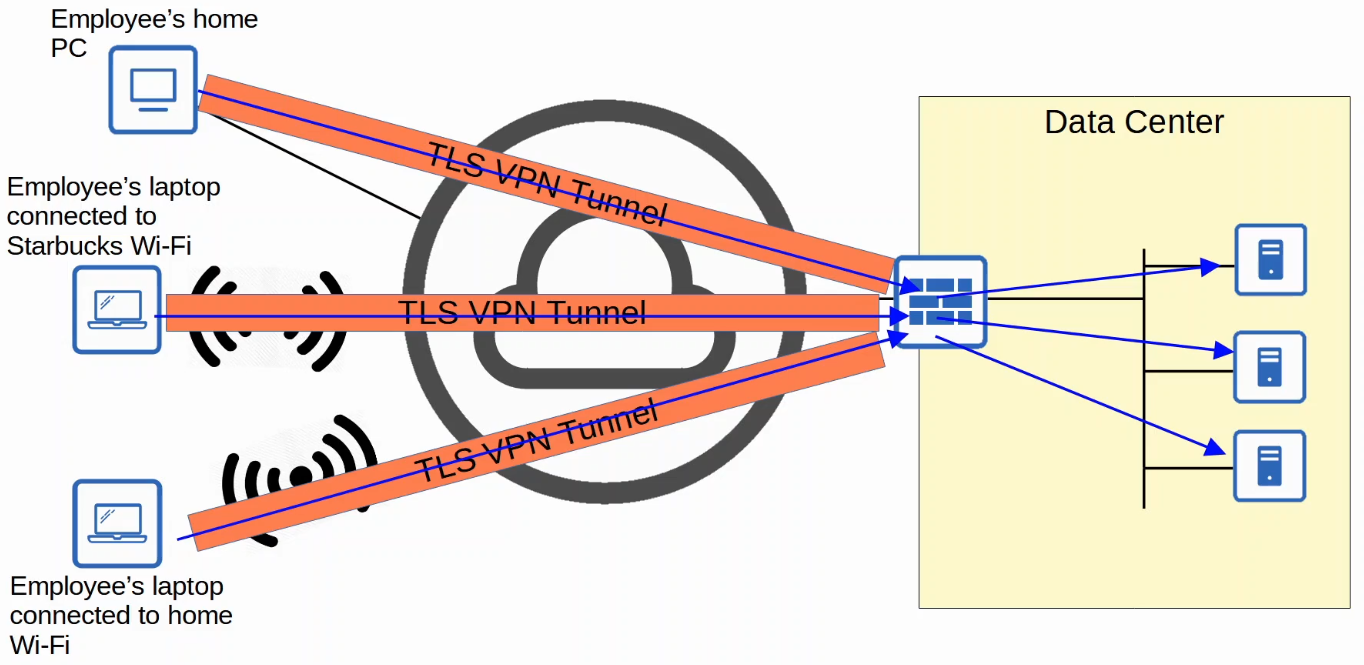 Employee’s home
PC
Data Center
TLS VPN Tunnel
Employee’s laptop
connected to
Starbucks Wi-Fi
TLS VPN Tunnel
TLS VPN Tunnel
Employee’s laptop
connected to home
Wi-Fi